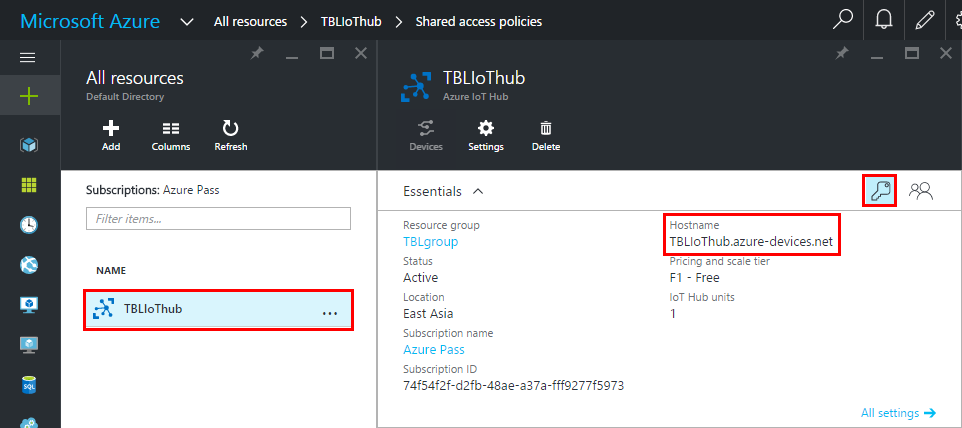 Microsoft Azure
All resources > TBLIoTHub > Shared access policies
All resources
Default Directory
Add
Columns
Refresh
Subscriptions: Azure Pass
Filter items...
NAME
TBLIoThub
...
TBLIoThub
Azure IoT Hub
Devices
Settings
Delete
Essentials
Resource group
TBLgroup
Status
Active
Location
East Asia
Subscription name
Azure Pass
Subscription ID
74f54f2f-d2fb-48ae-a37a-fff9277f5973
Hostname
TBLIoThub.azure-devices.net
Pricing and scale tier
F1 - Free
IoT Hub units
1
All settings
SQL